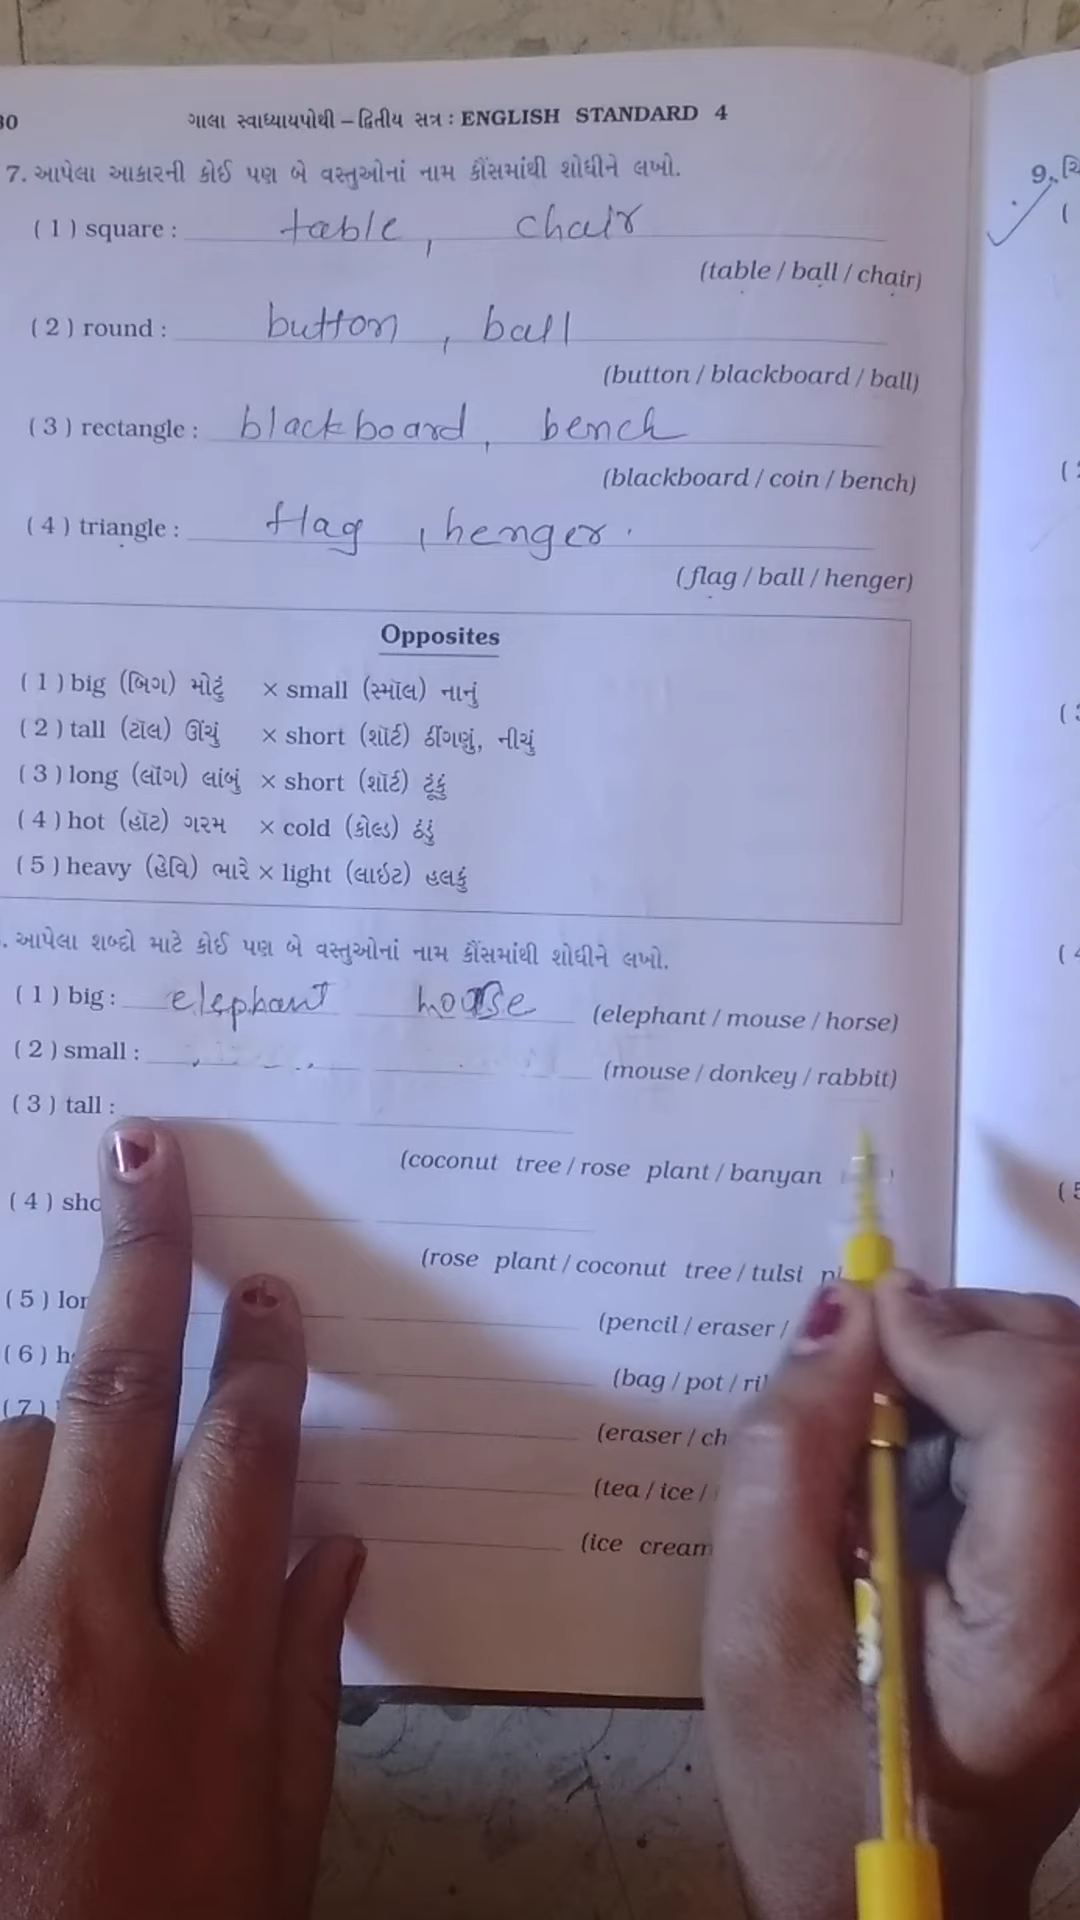 30
ગાલા સ્વાધ્યાયપોથી – દ્વિતીય સત્ર : ENGLISH STANDARD 4
7. આપેલા આકારની કોઈ પણ બે વસ્તુઓનાં નામ કૌંસમાંથી શોધીને લખો.
( 1 ) square : table, chair
(table / ball / chair)
( 2 ) round : button, ball
(button / blackboard / ball)
( 3 ) rectangle : blackboard, bench
(blackboard / coin / bench)
( 4 ) triangle : flag, henger.
(flag / ball / henger)
Opposites
( 1 ) big (બિગ) મોટું × small (સ્મૉલ) નાનું
( 2 ) tall (ટૉલ) ઊંચું × short (શૉર્ટ) ઠીંગણું, નીચું
( 3 ) long (લૉંગ) લાંબું × short (શૉર્ટ) ટૂંકું
( 4 ) hot (હૉટ) ગરમ × cold (કોલ્ડ) ઠંડું
( 5 ) heavy (હેવિ) ભારે × light (લાઇટ) હલકું
. આપેલા શબ્દો માટે કોઈ પણ બે વસ્તુઓનાં નામ કૌંસમાંથી શોધીને લખો.
( 1 ) big : elephant horse (elephant / mouse / horse)
( 2 ) small : (mouse / donkey / rabbit)
( 3 ) tall :
(coconut tree / rose plant / banyan
( 4 )
(rose plant / coconut tree / tulsi
( 5 ) (pencil / eraser /
( 6 ) (bag / pot /
( 7 ) (eraser /
(tea / ice /
(ice cream
9.